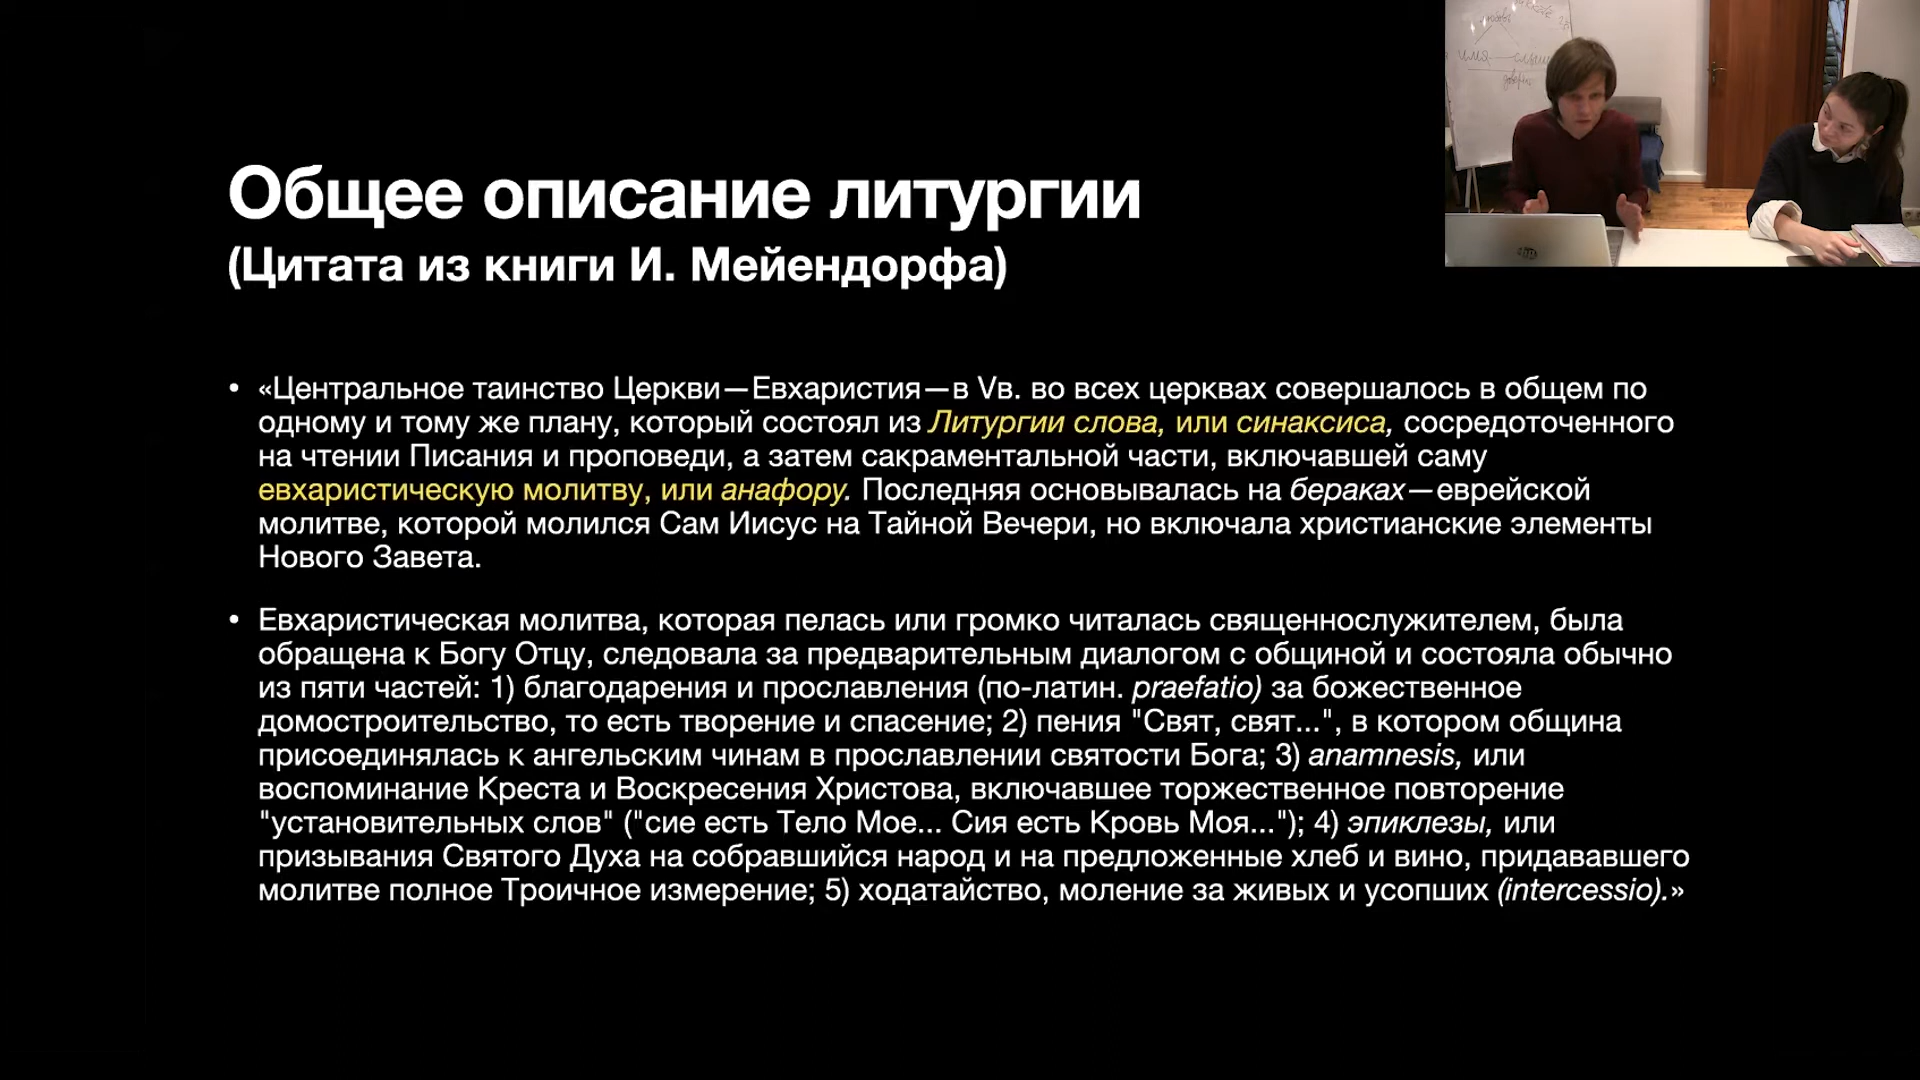 Общее описание литургии
(Цитата из книги И. Мейендорфа)
• «Центральное таинство Церкви—Евхаристия—в Vв. во всех церквах совершалось в общем по
одному и тому же плану, который состоял из Литургии слова, или синаксиса, сосредоточенного
на чтении Писания и проповеди, а затем сакраментальной части, включавшей саму
евхаристическую молитву, или анафору. Последняя основывалась на бераках—еврейской
молитве, которой молился Сам Иисус на Тайной Вечери, но включала христианские элементы
Нового Завета.
• Евхаристическая молитва, которая пелась или громко читалась священнослужителем, была
обращена к Богу Отцу, следовала за предварительным диалогом с общиной и состояла обычно
из пяти частей: 1) благодарения и прославления (по-латин. praefatio) за божественное
домостроительство, то есть творение и спасение; 2) пения "Свят, свят...", в котором община
присоединялась к ангельским чинам в прославлении святости Бога; 3) anamnesis, или
воспоминание Креста и Воскресения Христова, включавшее торжественное повторение
"установительных слов" ("сие есть Тело Мое... Сия есть Кровь Моя..."); 4) эпиклезы, или
призывания Святого Духа на собравшийся народ и на предложенные хлеб и вино, придававшего
молитве полное Троичное измерение; 5) ходатайство, моление за живых и усопших (intercessio).»
имя